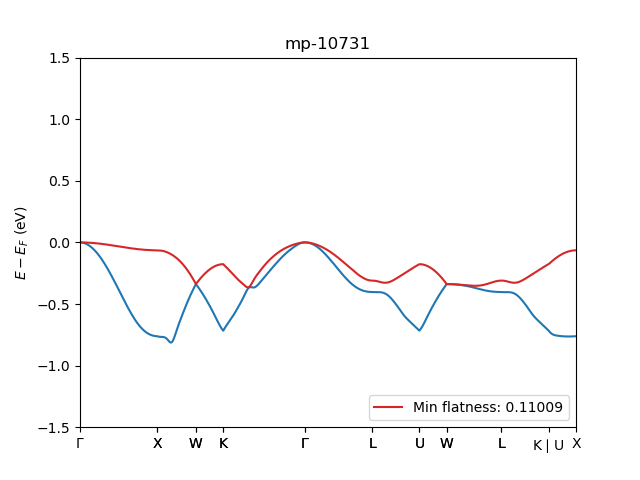 mp-10731
E − E_F (eV)
1.5
1.0
0.5
0.0
−0.5
−1.0
−1.5
Min flatness: 0.11009
Γ X W K Γ L U W L K | U X